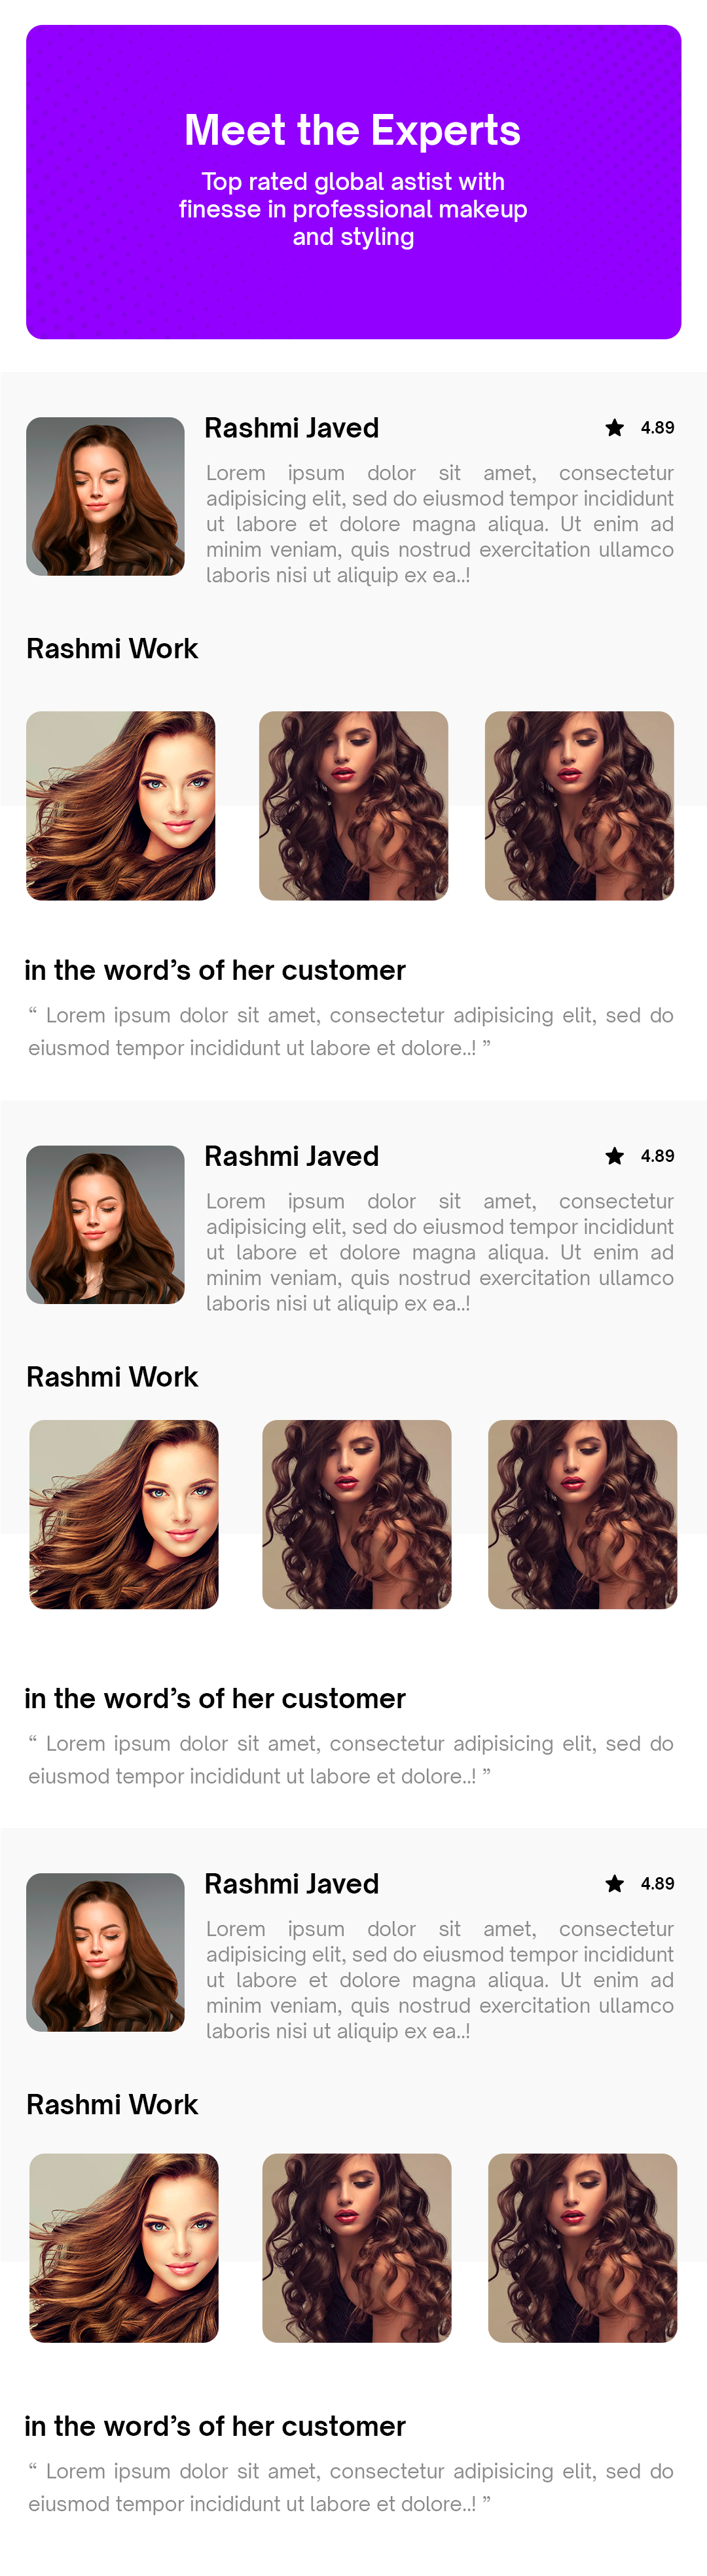 Meet the Experts
Top rated global astist with
finesse in professional makeup
and styling
Rashmi Javed
4.89
Lorem ipsum dolor sit amet, consectetur
adipisicing elit, sed do eiusmod tempor incididunt
ut labore et dolore magna aliqua. Ut enim ad
minim veniam, quis nostrud exercitation ullamco
laboris nisi ut aliquip ex ea..!
Rashmi Work
in the word’s of her customer
“ Lorem ipsum dolor sit amet, consectetur adipisicing elit, sed do
eiusmod tempor incididunt ut labore et dolore..! ”
Rashmi Javed
4.89
Lorem ipsum dolor sit amet, consectetur
adipisicing elit, sed do eiusmod tempor incididunt
ut labore et dolore magna aliqua. Ut enim ad
minim veniam, quis nostrud exercitation ullamco
laboris nisi ut aliquip ex ea..!
Rashmi Work
in the word’s of her customer
“ Lorem ipsum dolor sit amet, consectetur adipisicing elit, sed do
eiusmod tempor incididunt ut labore et dolore..! ”
Rashmi Javed
4.89
Lorem ipsum dolor sit amet, consectetur
adipisicing elit, sed do eiusmod tempor incididunt
ut labore et dolore magna aliqua. Ut enim ad
minim veniam, quis nostrud exercitation ullamco
laboris nisi ut aliquip ex ea..!
Rashmi Work
in the word’s of her customer
“ Lorem ipsum dolor sit amet, consectetur adipisicing elit, sed do
eiusmod tempor incididunt ut labore et dolore..! ”